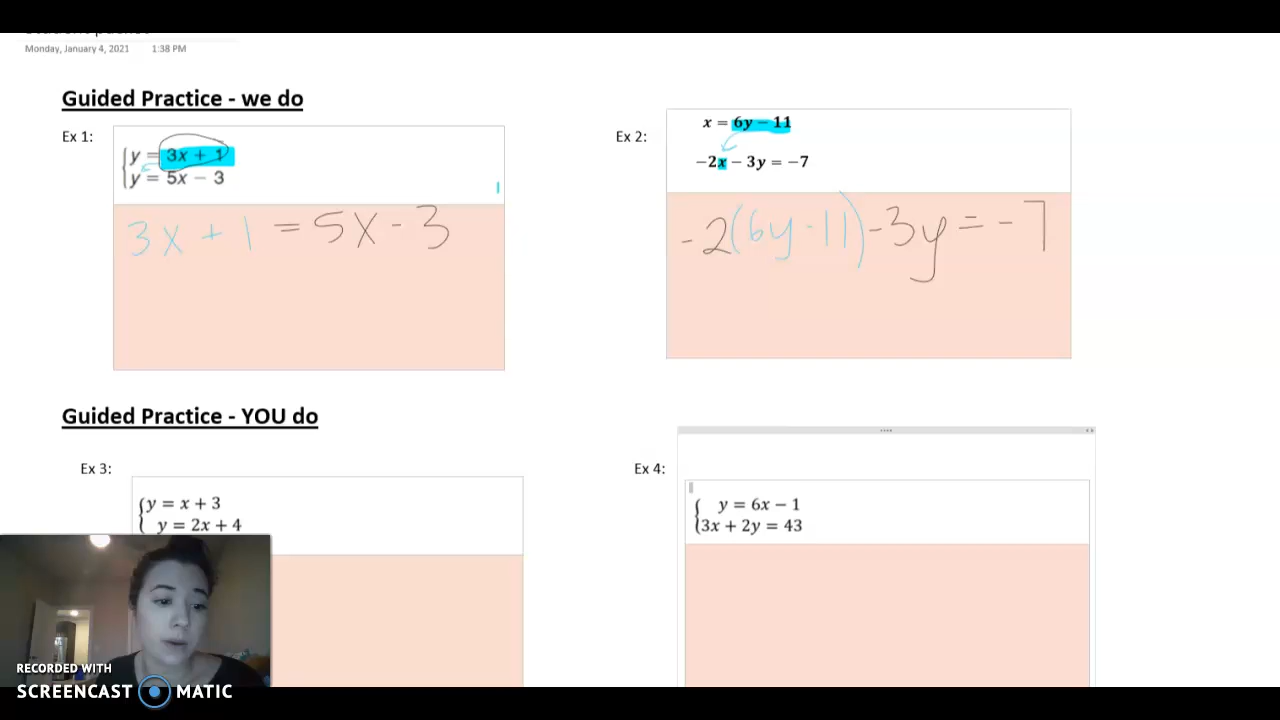 Monday, January 4, 2021 1:38 PM
Guided Practice - we do
Ex 1:
y = 3x + 1
y = 5x − 3
3x + 1 = 5x - 3
Ex 2:
x = 6y − 11
−2x − 3y = −7
-2(6y - 11) - 3y = -7
Guided Practice - YOU do
Ex 3:
y = x + 3
y = 2x + 4
Ex 4:
y = 6x − 1
3x + 2y = 43
RECORDED WITH
SCREENCAST MATIC